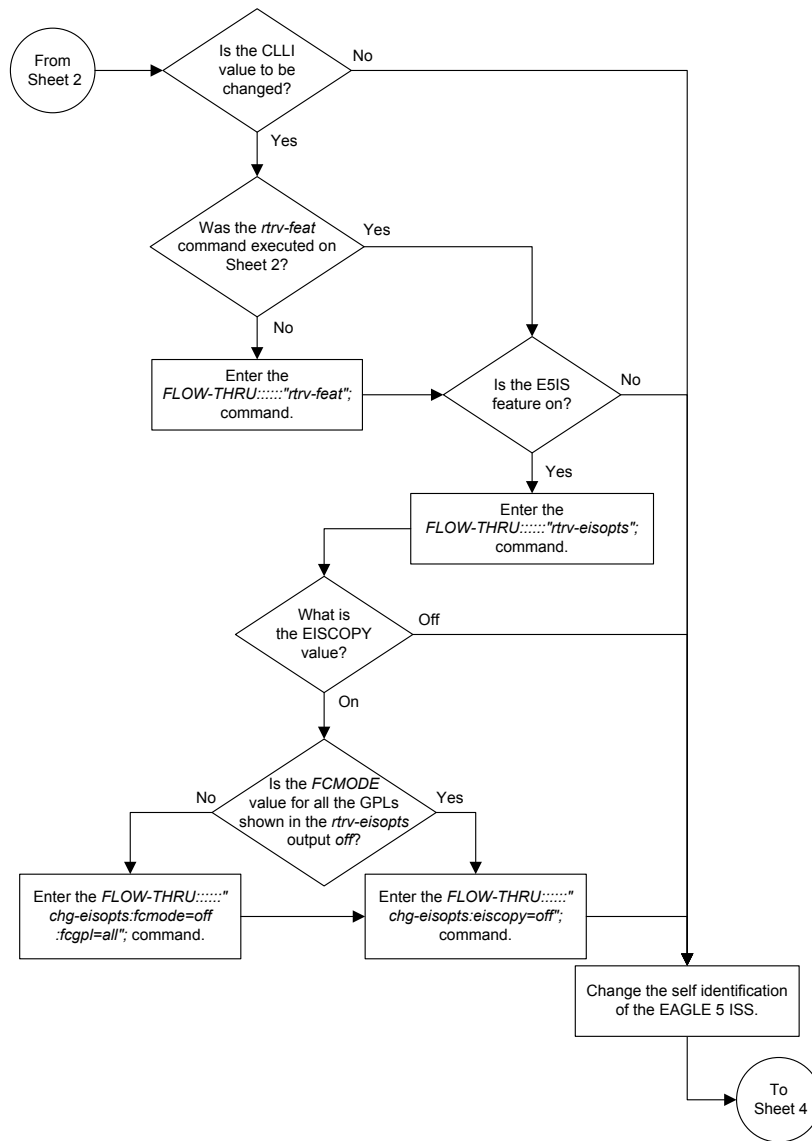 From
Sheet 2
Is the CLLI
value to be
changed?
No
Yes
Was the rtrv-feat
command executed on
Sheet 2?
Yes
No
Enter the
FLOW-THRU::::::"rtrv-feat";
command.
Is the E5IS
feature on?
No
Yes
Enter the
FLOW-THRU::::::"rtrv-eisopts";
command.
What is
the EISCOPY
value?
Off
On
Is the FCMODE
value for all the GPLs
shown in the rtrv-eisopts
output off?
No
Yes
Enter the FLOW-THRU::::::"
chg-eisopts:fcmode=off
:fcgpl=all"; command.
Enter the FLOW-THRU::::::"
chg-eisopts:eiscopy=off";
command.
Change the self identification
of the EAGLE 5 ISS.
To
Sheet 4